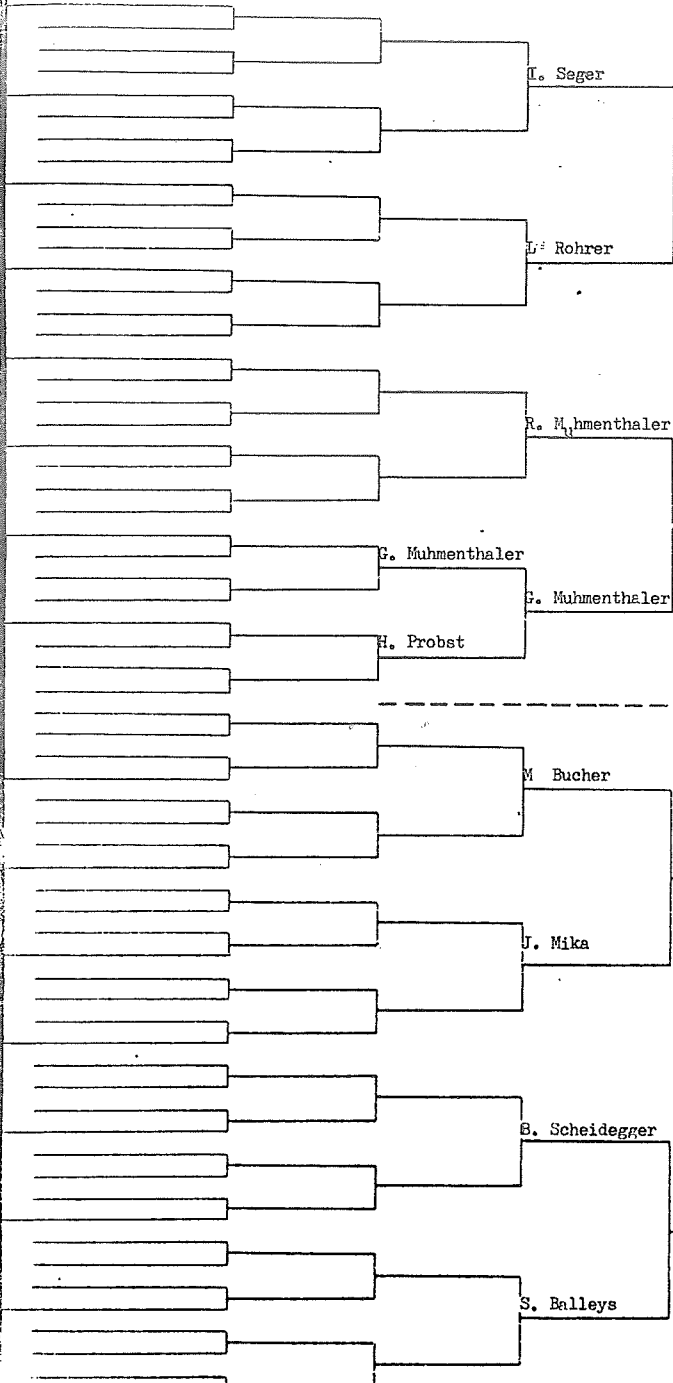 I. Seger
L. Rohrer
R. Muhmenthaler
G. Muhmenthaler
G. Muhmenthaler
H. Probst
M Bucher
J. Mika
B. Scheidegger
S. Balleys